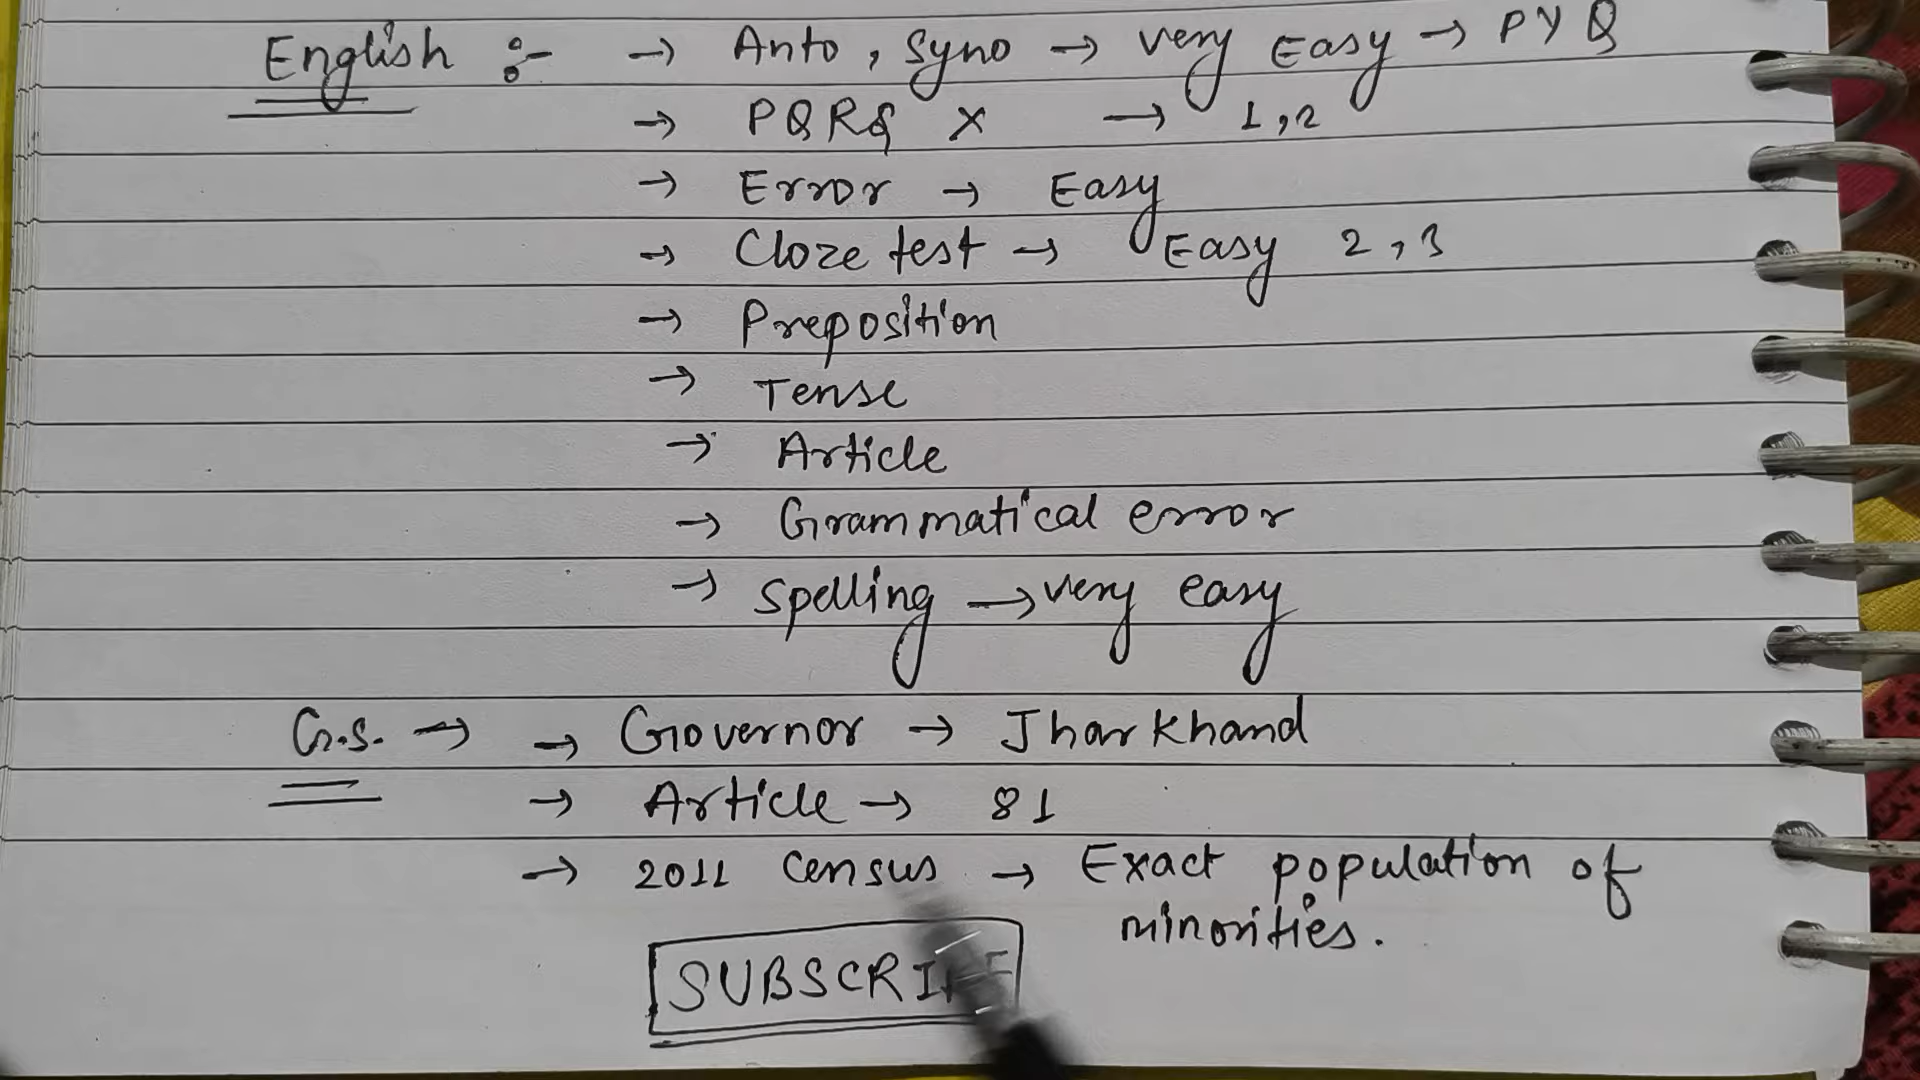 English :- → Anto, Syno → very Easy → PYQ
→ PQRS × → 1,2
→ Error → Easy
→ Cloze test → Easy 2,3
→ Preposition
→ Tense
→ Article
→ Grammatical error
→ Spelling → very easy
G.S. → → Governor → Jharkhand
→ Article → 81
→ 2011 Census → Exact population of
minorities.